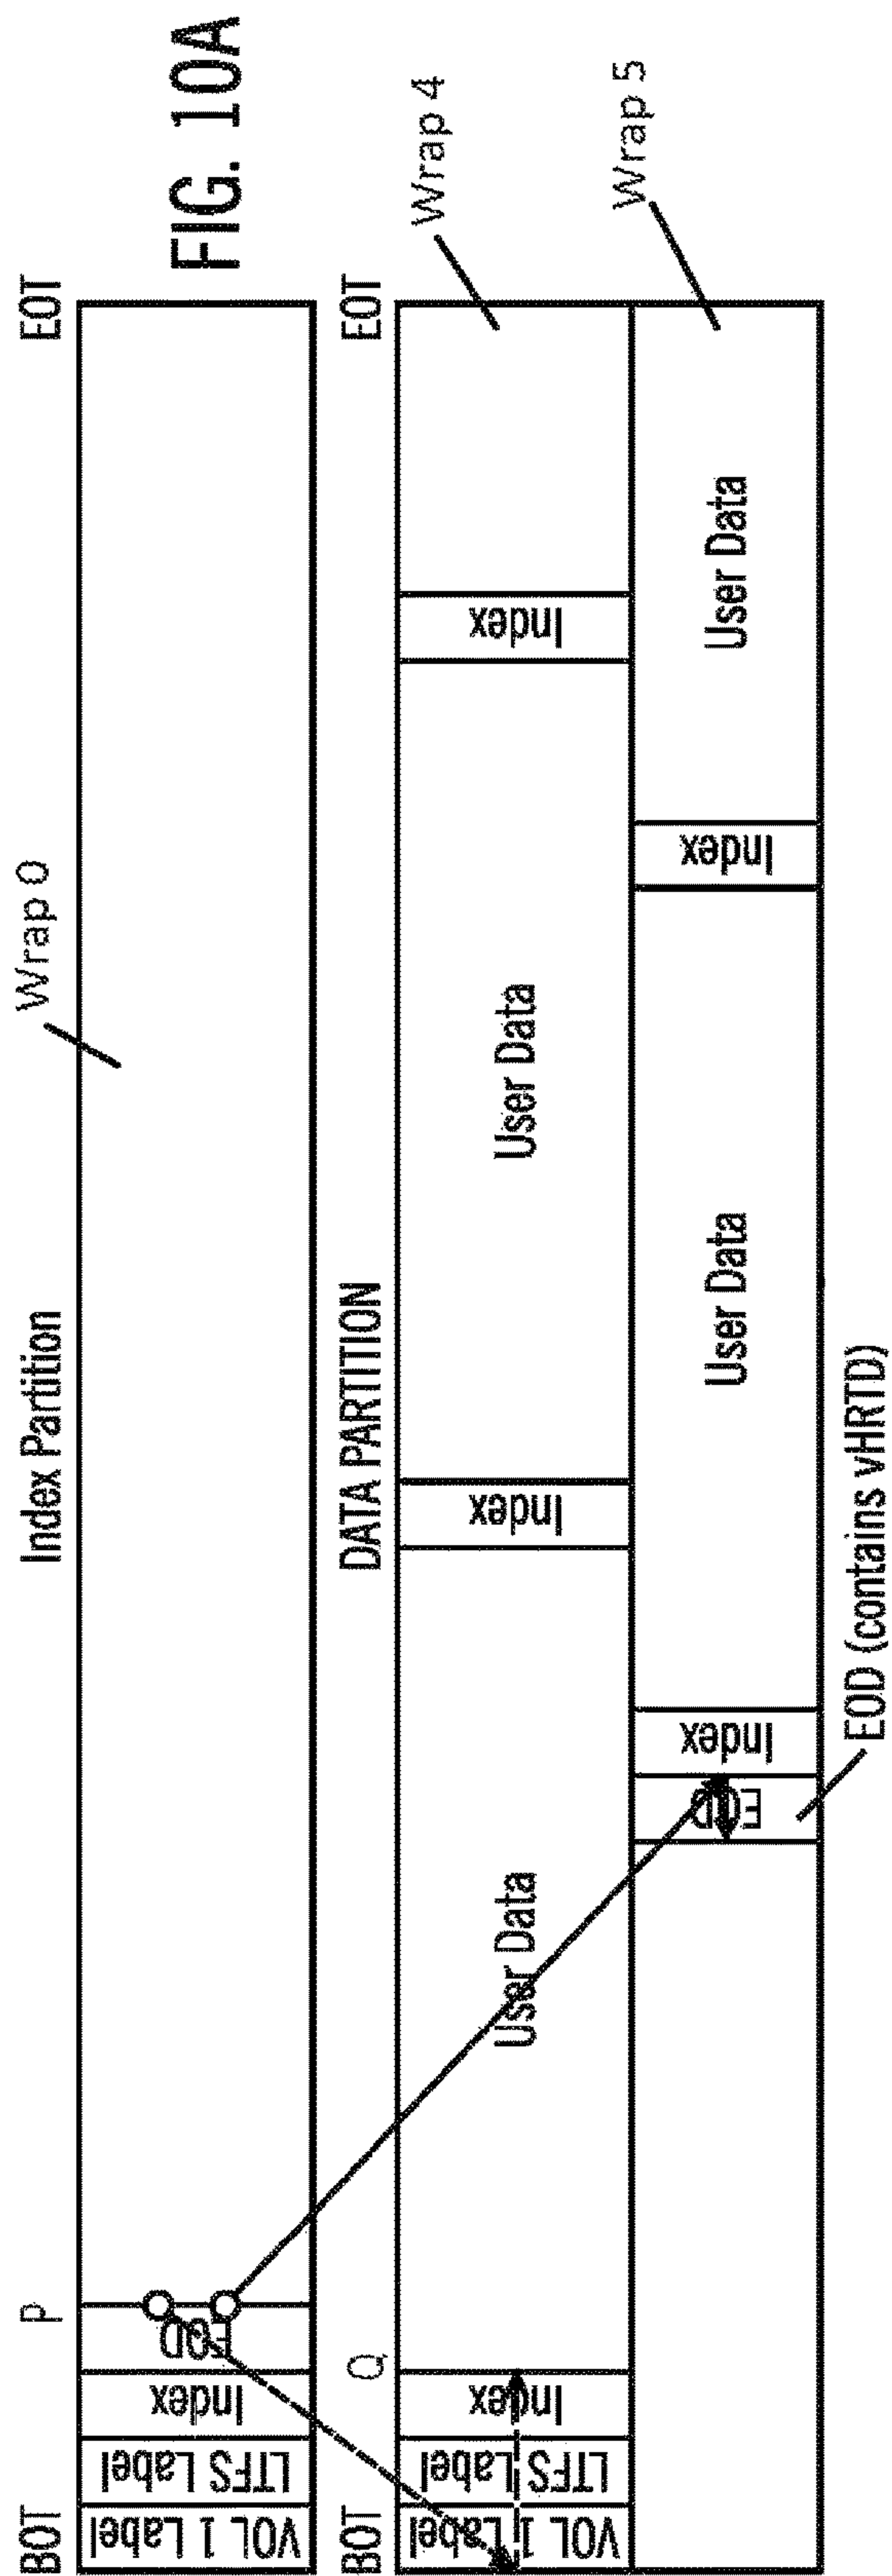 FIG. 10A
BOT
P
Index Partition
Wrap 0
EOT
VOL 1 Label
LTFS Label
Index
EOD
BOT
Q
DATA PARTITION
EOT
Wrap 4
VOL 1 Label
LTFS Label
Index
User Data
Index
User Data
Index
Wrap 5
EOD
Index
User Data
Index
User Data
EOD (contains vHRTD)